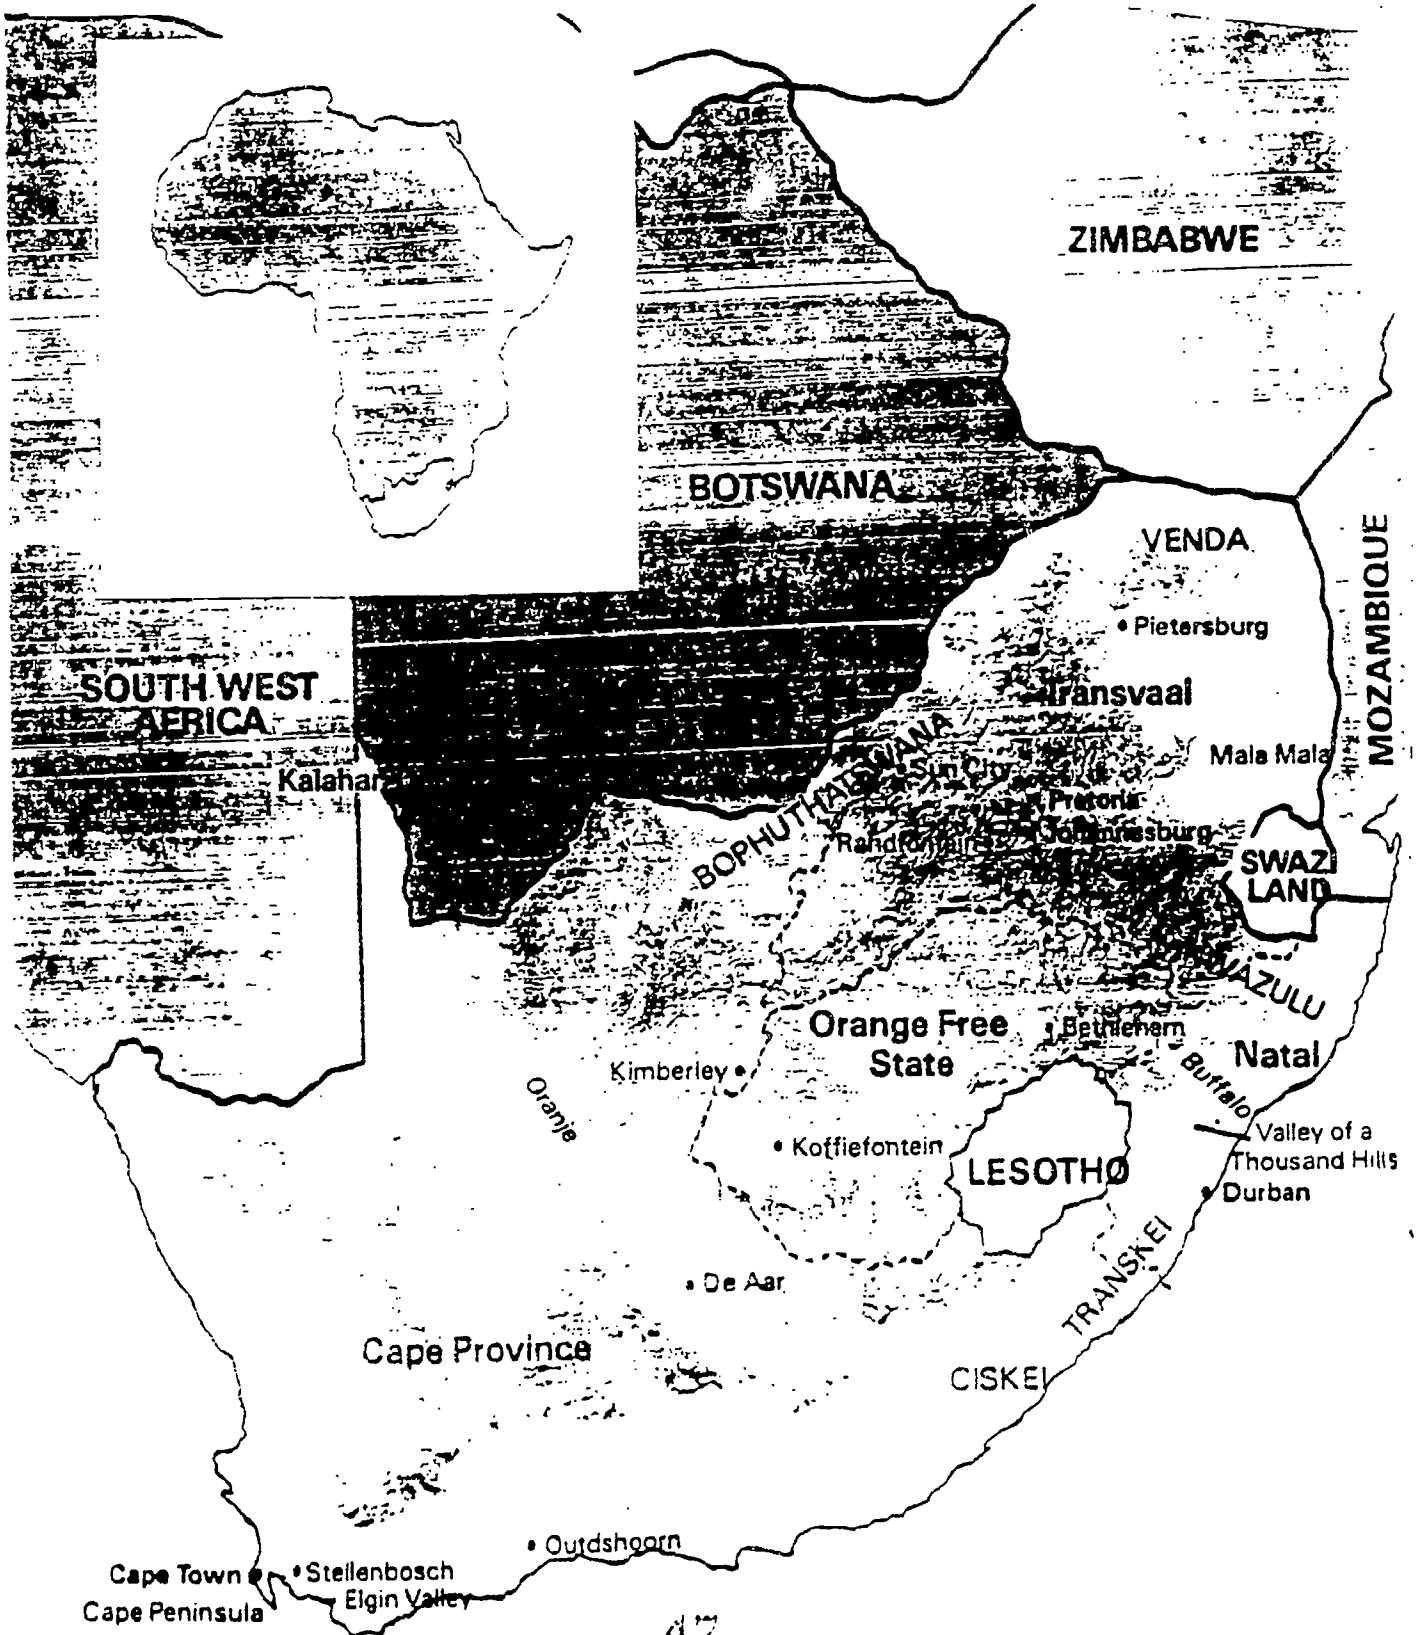 ZIMBABWE
BOTSWANA
VENDA
MOZAMBIQUE
Pietersburg
SOUTH WEST
AFRICA
Transvaal
Mala Mala
Kalahari
BOPHUTHATSWANA
Sun City
Pretoria
Johannesburg
Randfontein
SWAZI
LAND
Orange Free
State
Bethlehem
Natal
Kimberley
Oranje
Buffalo
Koffiefontein
Valley of a
Thousand Hills
LESOTHO
Durban
TRANSKEI
De Aar
Cape Province
CISKEI
Outdshoorn
Cape Town
Stellenbosch
Elgin Valley
Cape Peninsula